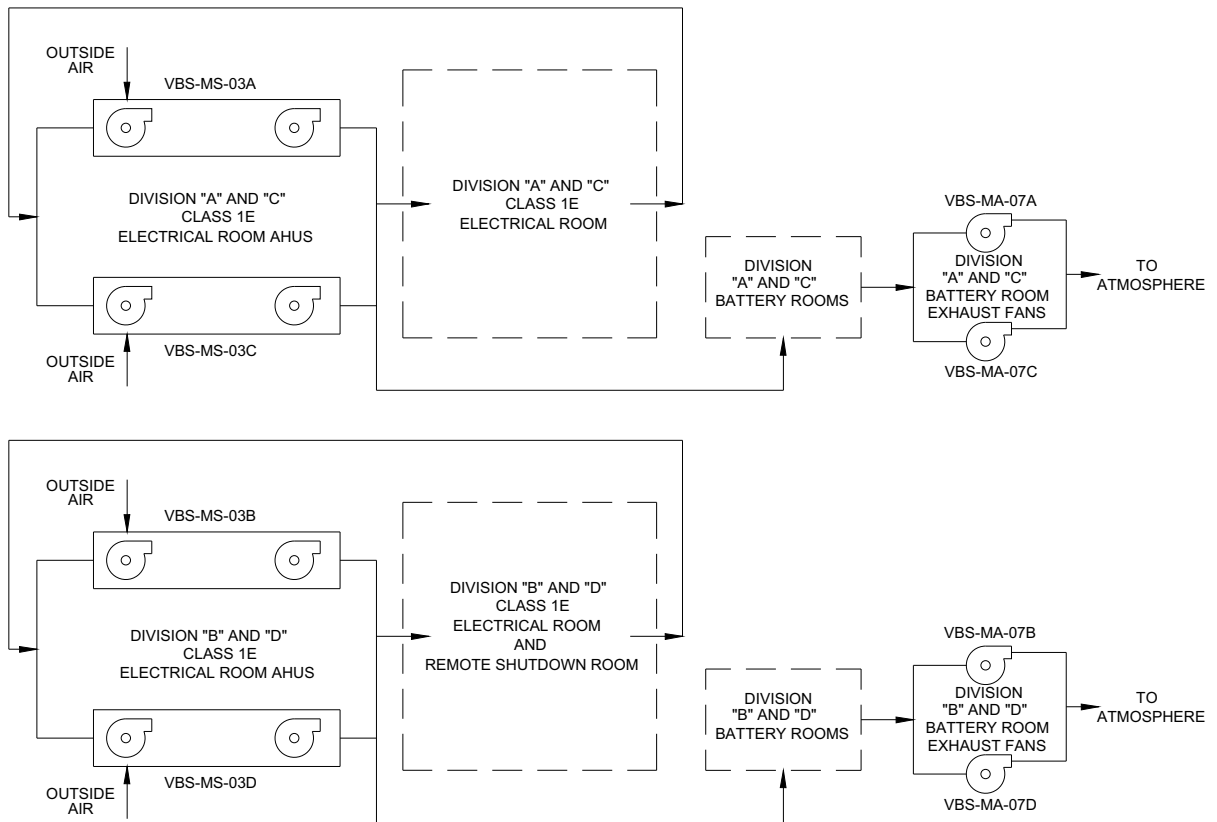 OUTSIDE
AIR
VBS-MS-03A
DIVISION "A" AND "C"
CLASS 1E
ELECTRICAL ROOM AHUS
VBS-MS-03C
OUTSIDE
AIR
DIVISION "A" AND "C"
CLASS 1E
ELECTRICAL ROOM
DIVISION
"A" AND "C"
BATTERY ROOMS
VBS-MA-07A
DIVISION
"A" AND "C"
BATTERY ROOM
EXHAUST FANS
VBS-MA-07C
TO
ATMOSPHERE
OUTSIDE
AIR
VBS-MS-03B
DIVISION "B" AND "D"
CLASS 1E
ELECTRICAL ROOM AHUS
VBS-MS-03D
OUTSIDE
AIR
DIVISION "B" AND "D"
CLASS 1E
ELECTRICAL ROOM
AND
REMOTE SHUTDOWN ROOM
DIVISION
"B" AND "D"
BATTERY ROOMS
VBS-MA-07B
DIVISION
"B" AND "D"
BATTERY ROOM
EXHAUST FANS
VBS-MA-07D
TO
ATMOSPHERE